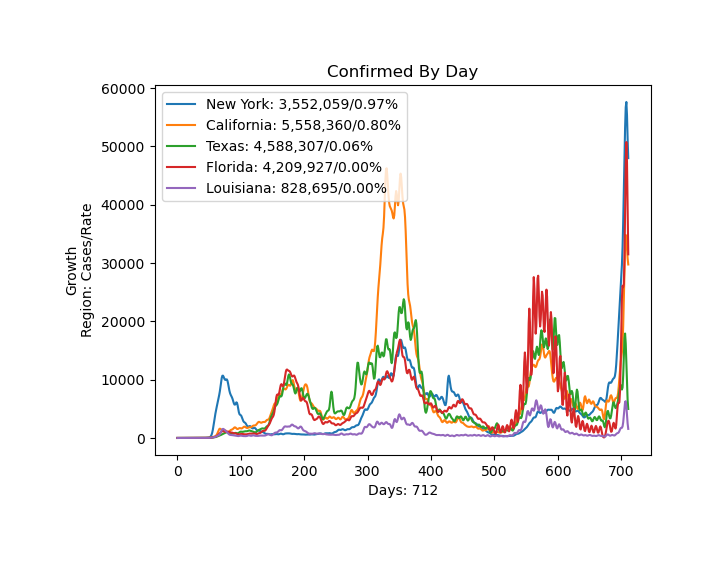 Confirmed By Day
60000
50000
40000
30000
20000
10000
0
Growth
Region: Cases/Rate
New York: 3,552,059/0.97%
California: 5,558,360/0.80%
Texas: 4,588,307/0.06%
Florida: 4,209,927/0.00%
Louisiana: 828,695/0.00%
0 100 200 300 400 500 600 700
Days: 712